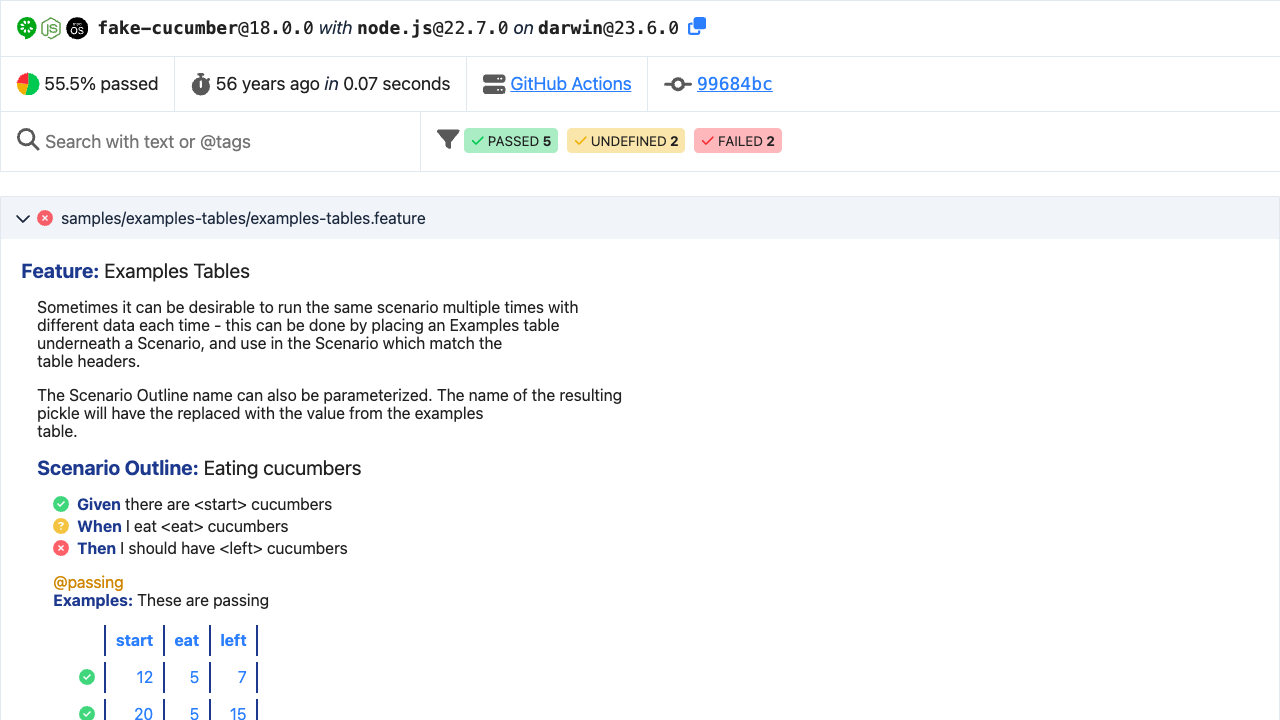 fake-cucumber@18.0.0 with node.js@22.7.0 on darwin@23.6.0
55.5% passed 56 years ago in 0.07 seconds GitHub Actions 99684bc
Search with text or @tags PASSED 5 UNDEFINED 2 FAILED 2
samples/examples-tables/examples-tables.feature
Feature: Examples Tables
Sometimes it can be desirable to run the same scenario multiple times with
different data each time - this can be done by placing an Examples table
underneath a Scenario, and use in the Scenario which match the
table headers.
The Scenario Outline name can also be parameterized. The name of the resulting
pickle will have the replaced with the value from the examples
table.
Scenario Outline: Eating cucumbers
Given there are <start> cucumbers
When I eat <eat> cucumbers
Then I should have <left> cucumbers
@passing
Examples: These are passing
start eat left
12 5 7
20 5 15